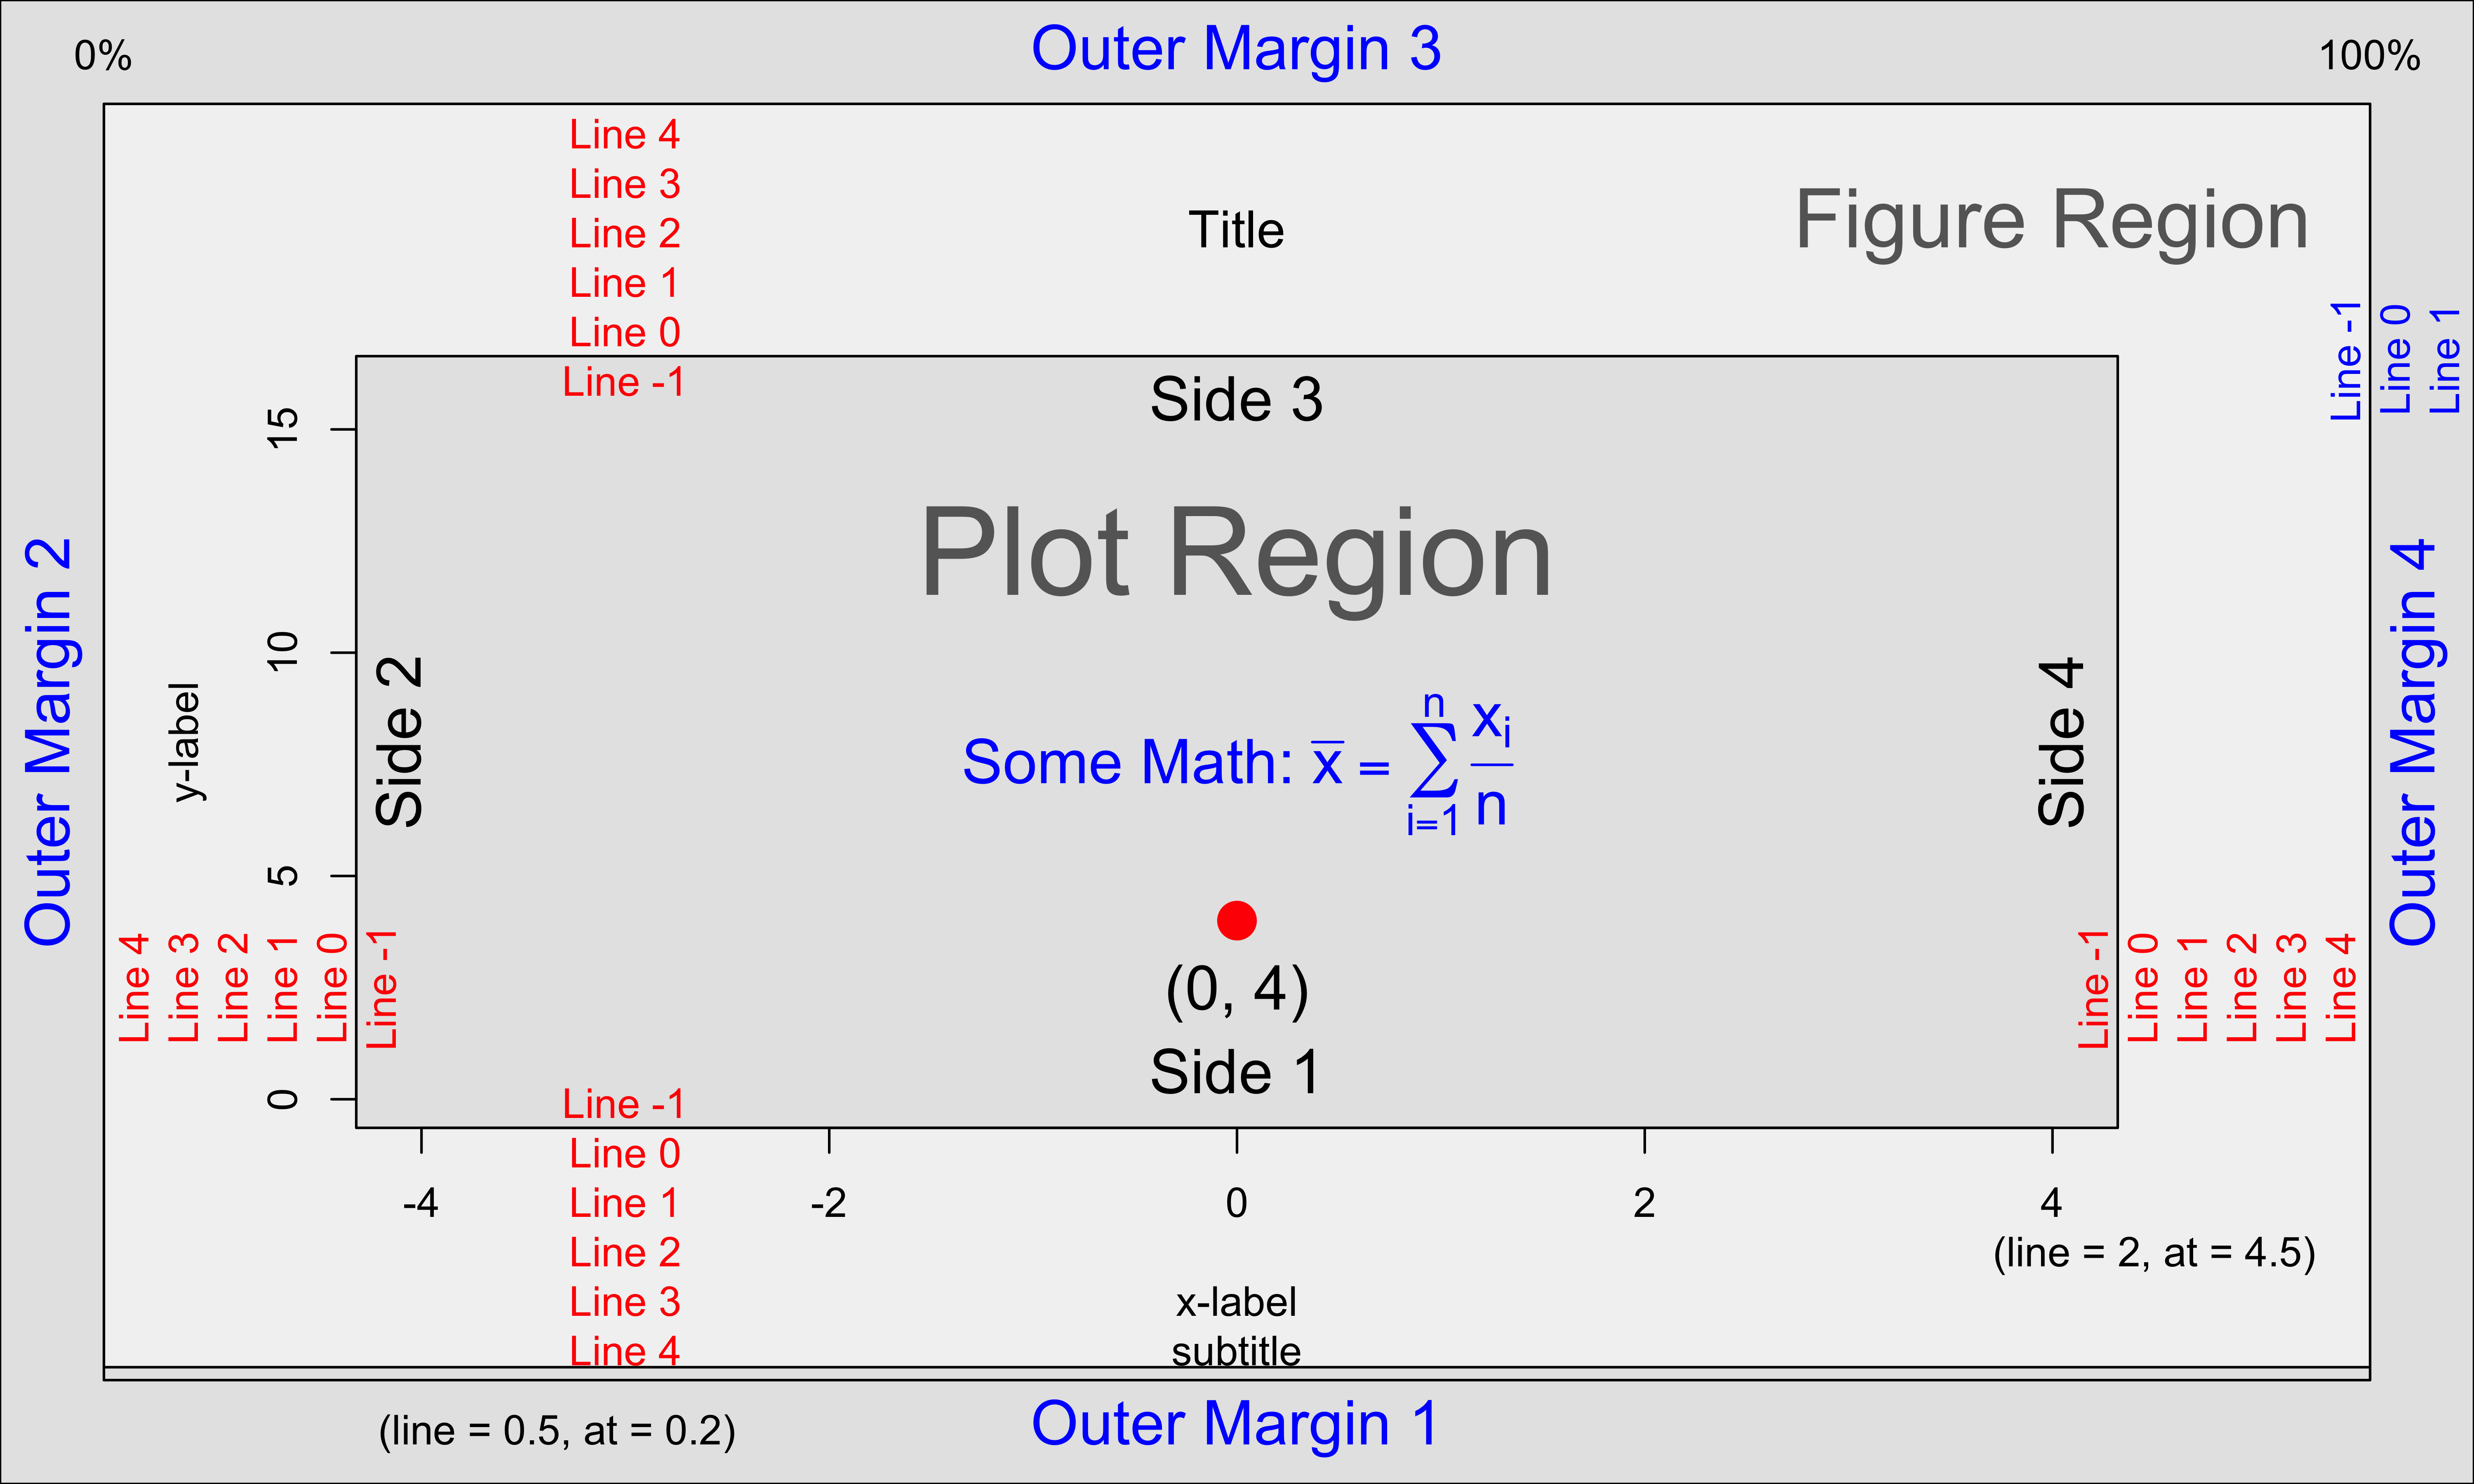 0%
Outer Margin 3
100%
Line 4
Line 3
Line 2
Line 1
Line 0
Line -1
Title
Figure Region
Line -1
Line 0
Line 1
Side 3
Plot Region
Outer Margin 2
y-label
15
10
5
0
Side 2
Some Math: x̅ = ∑ i=1 n xi / n
Side 4
Outer Margin 4
Line 4
Line 3
Line 2
Line 1
Line 0
Line -1
(0, 4)
Side 1
Line -1
Line 0
Line 1
Line 2
Line 3
Line 4
Line -1
Line 0
Line 1
Line 2
Line 3
Line 4
-4
-2
0
2
4
(line = 2, at = 4.5)
x-label
subtitle
(line = 0.5, at = 0.2)
Outer Margin 1